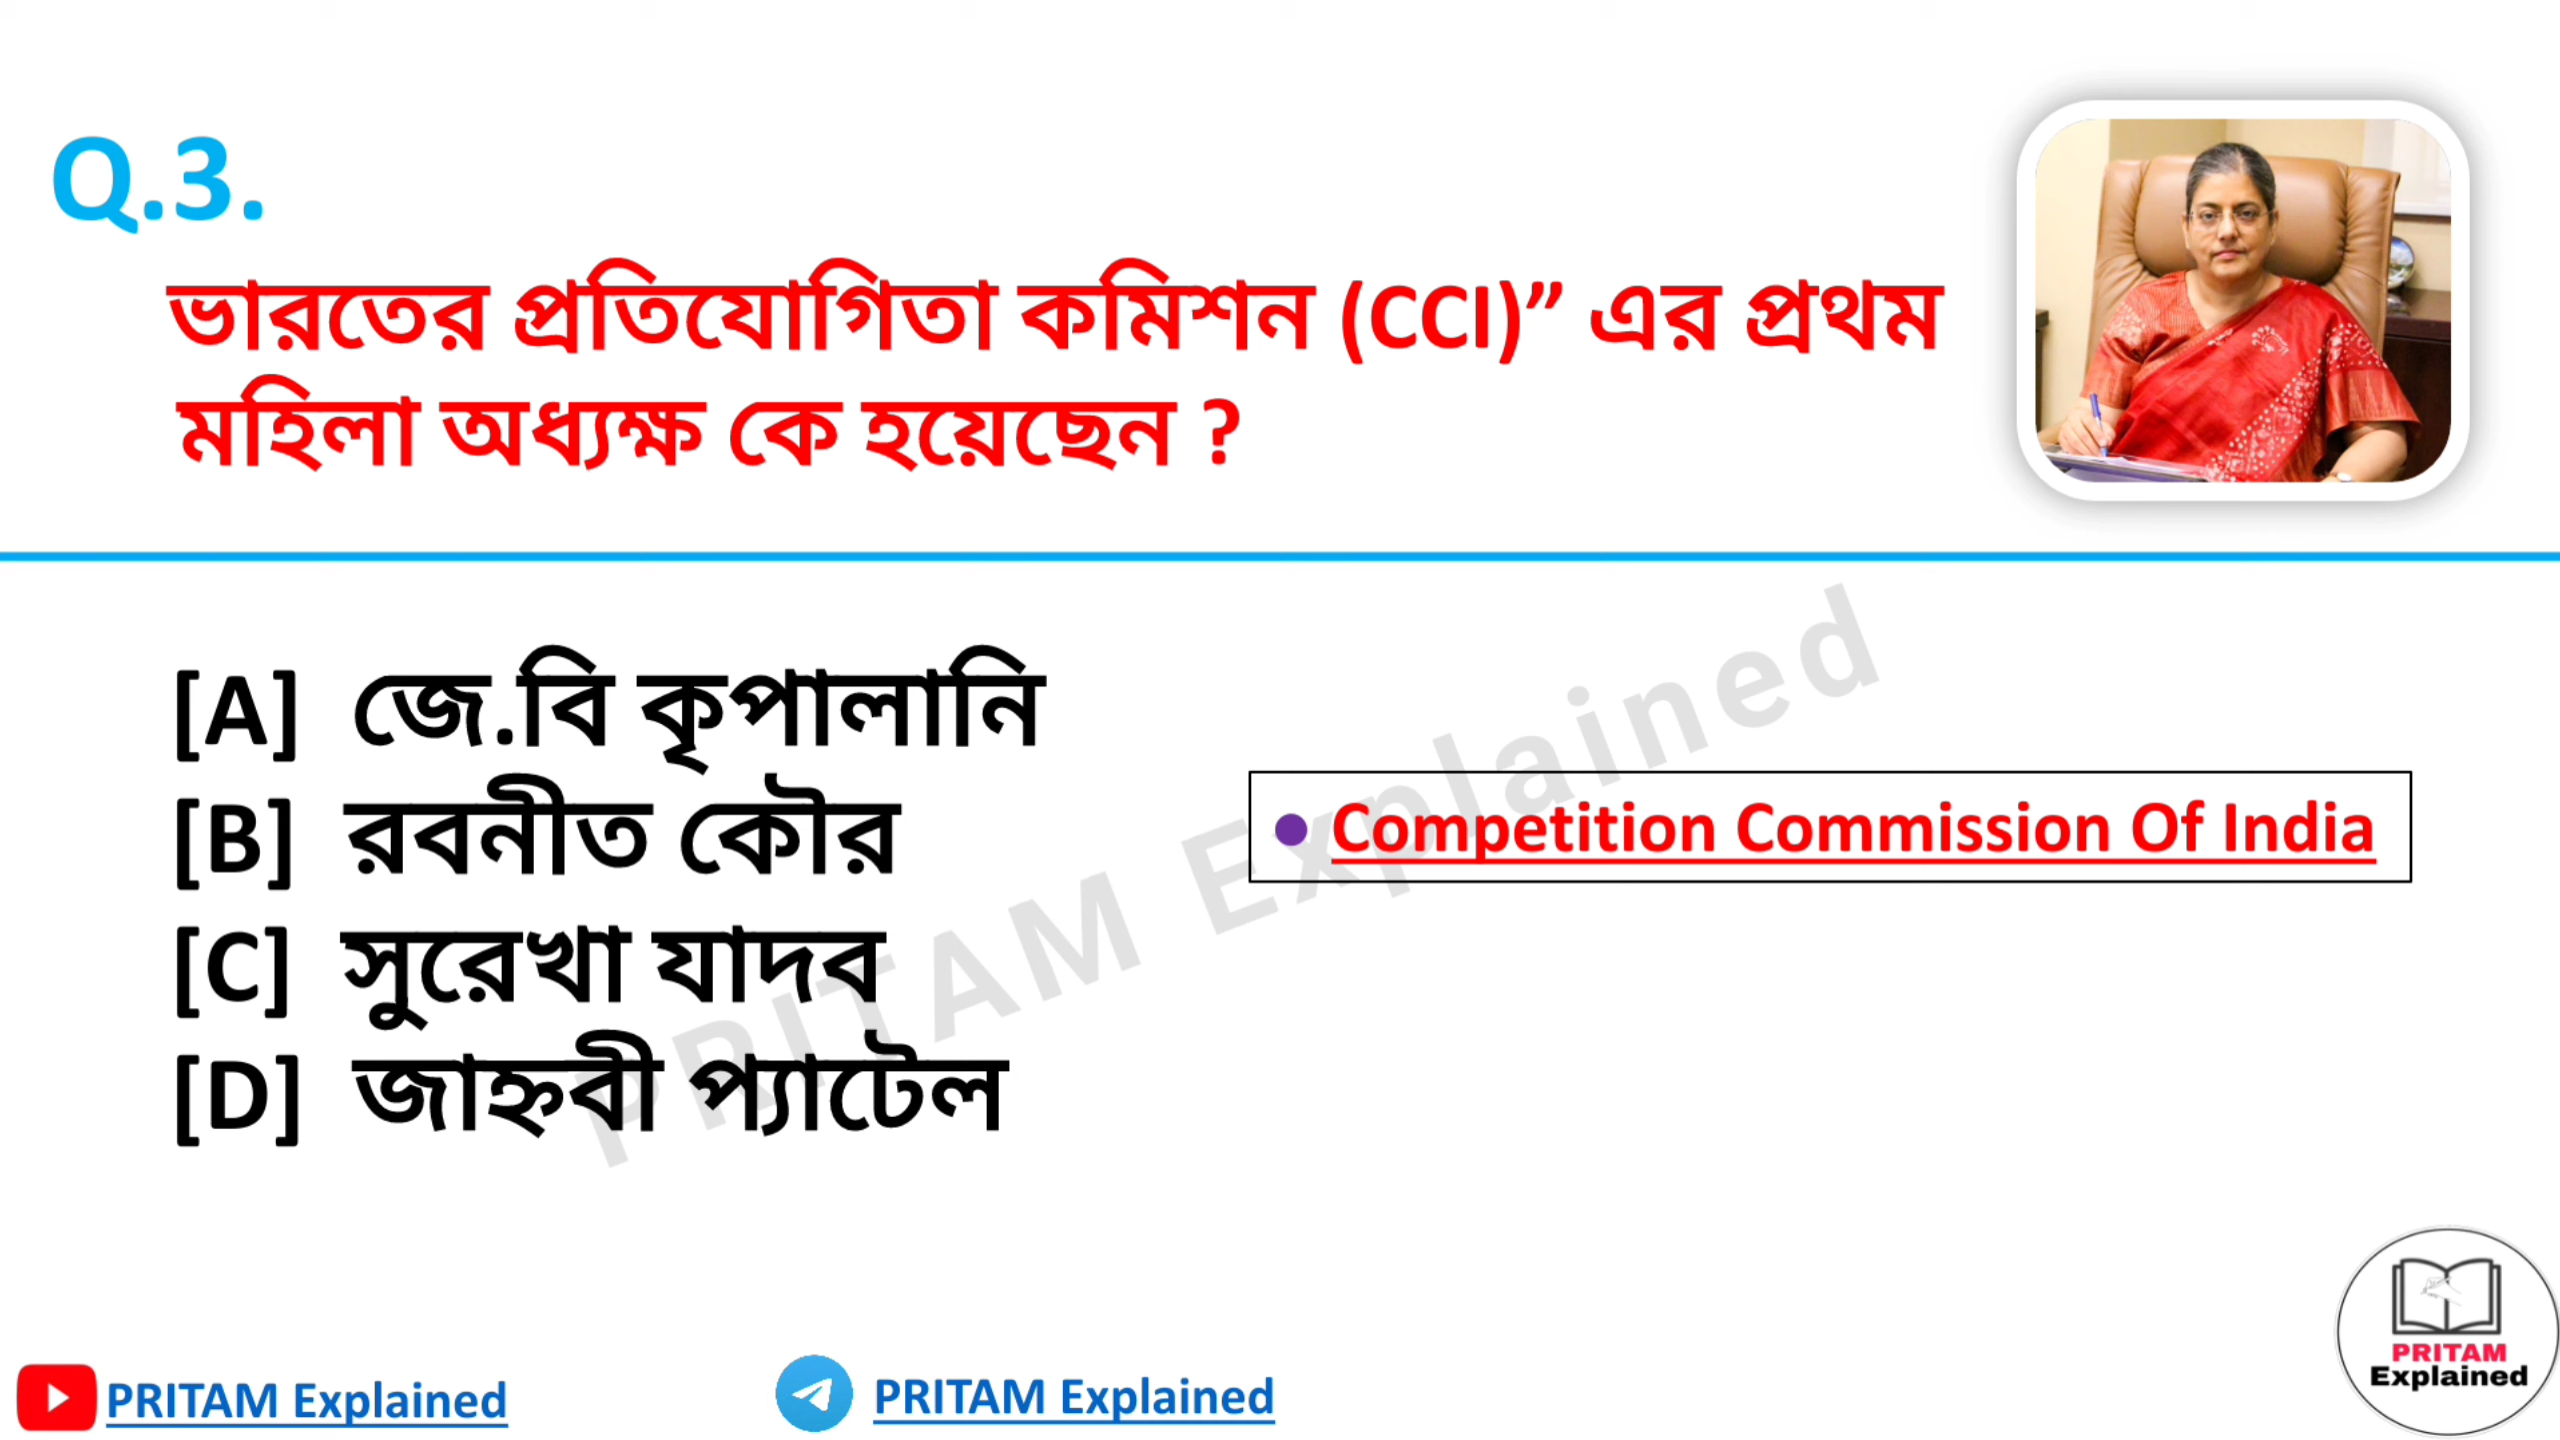 Q.3.
ভারতের প্রতিযোগিতা কমিশন (CCI)” এর প্রথম
মহিলা অধ্যক্ষ কে হয়েছেন ?
[A] জে.বি কৃপালানি
[B] রবনীত কৌর
[C] সুরেখা যাদব
[D] জাহ্নবী প্যাটেল
• Competition Commission Of India
PRITAM Explained
PRITAM Explained
PRITAM Explained
PRITAM
Explained